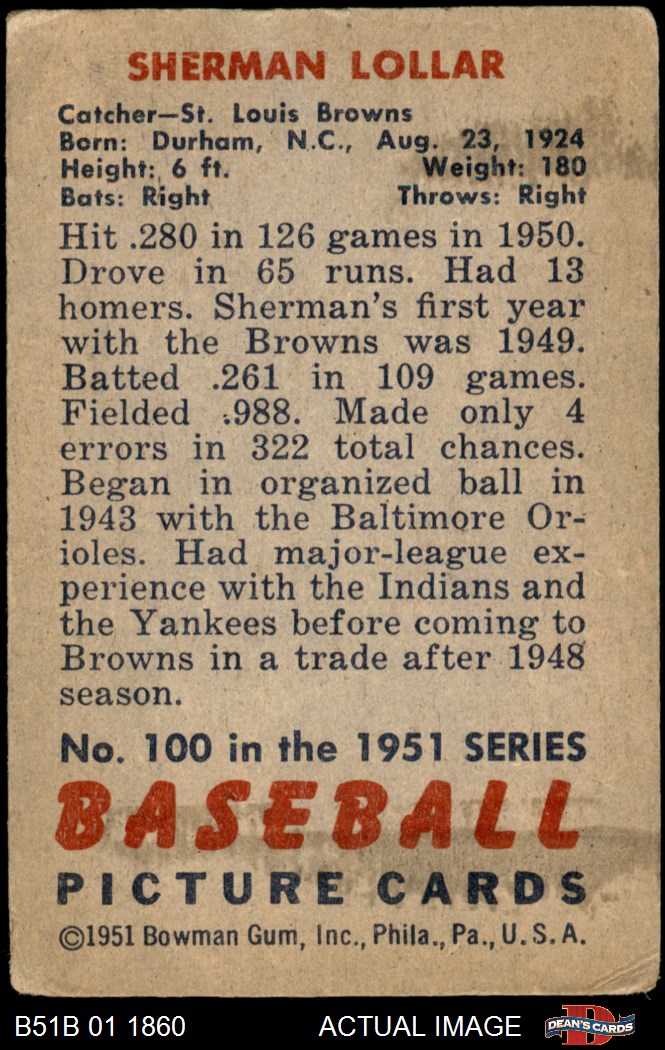 SHERMAN LOLLAR
Catcher—St. Louis Browns
Born: Durham, N.C., Aug. 23, 1924
Height: 6 ft. Weight: 180
Bats: Right Throws: Right
Hit .280 in 126 games in 1950.
Drove in 65 runs. Had 13
homers. Sherman's first year
with the Browns was 1949.
Batted .261 in 109 games.
Fielded .988. Made only 4
errors in 322 total chances.
Began in organized ball in
1943 with the Baltimore Or-
ioles. Had major-league ex-
perience with the Indians and
the Yankees before coming to
Browns in a trade after 1948
season.
No. 100 in the 1951 SERIES
BASEBALL
PICTURE CARDS
©1951 Bowman Gum, Inc., Phila., Pa., U.S.A.
B51B 01 1860 ACTUAL IMAGE D DEAN'S CARDS